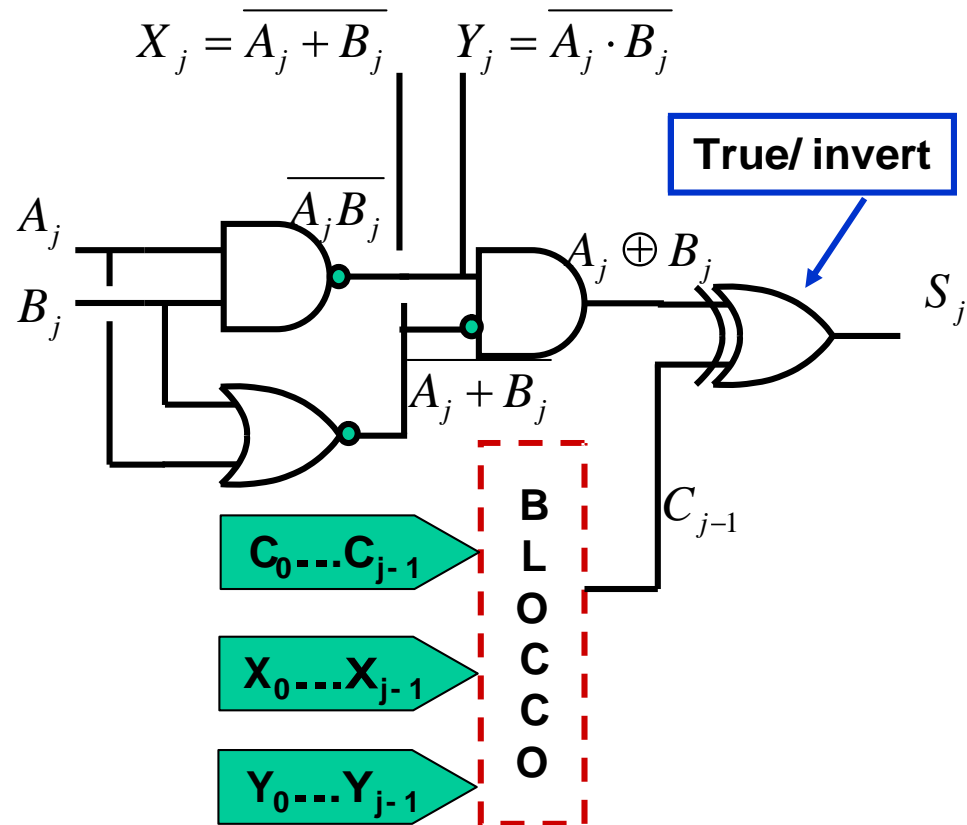 X_j = \overline{A_j + B_j}
Y_j = \overline{A_j \cdot B_j}
True/ invert
A_j
\overline{A_j B_j}
A_j ⊕ B_j
S_j
B_j
\overline{A_j + B_j}
C_{j-1}
B
L
O
C
C
O
C_0....C_{j-1}
X_0....X_{j-1}
Y_0....Y_{j-1}